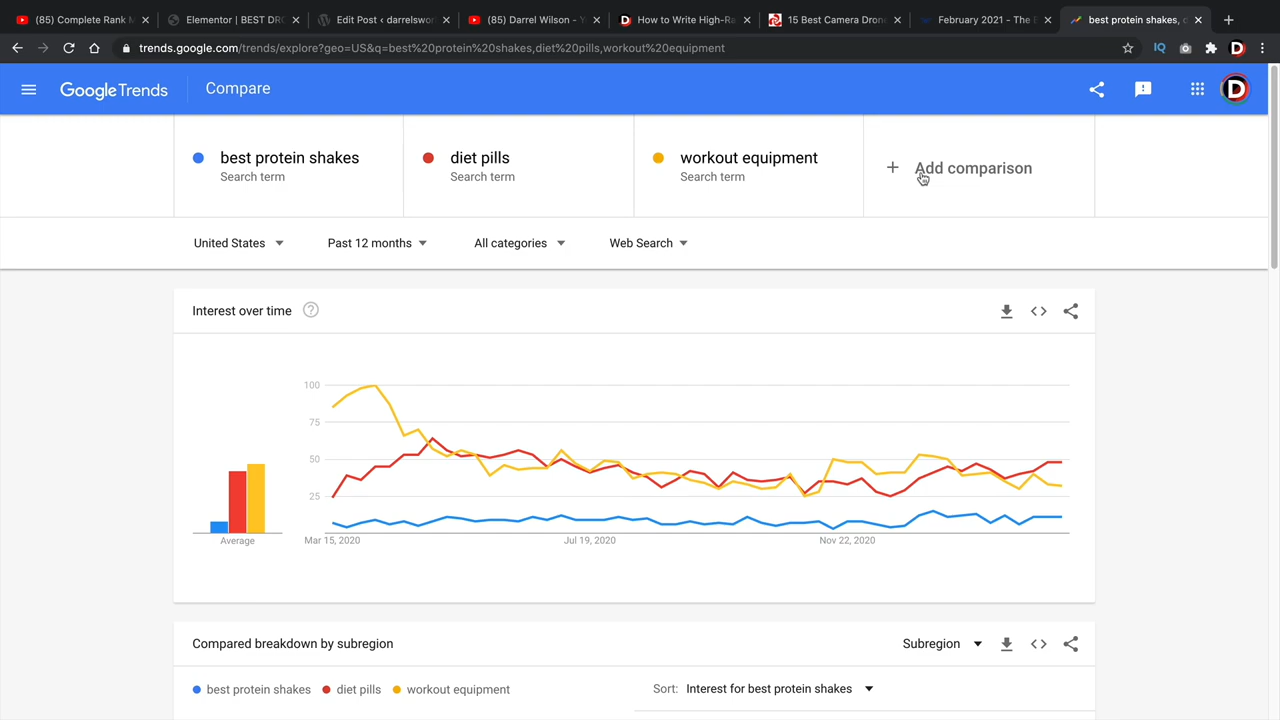 (85) Complete Rank M
Elementor | BEST DRO
Edit Post ‹ darrelswor
(85) Darrel Wilson - Y
How to Write High-Ra
15 Best Camera Drone
February 2021 - The B
best protein shakes, d
trends.google.com/trends/explore?geo=US&q=best%20protein%20shakes,diet%20pills,workout%20equipment
IQ
D
Google Trends
Compare
D
best protein shakes
Search term
diet pills
Search term
workout equipment
Search term
+ Add comparison
United States
Past 12 months
All categories
Web Search
Interest over time
?
100
75
50
25
Average
Mar 15, 2020
Jul 19, 2020
Nov 22, 2020
Compared breakdown by subregion
Subregion
best protein shakes
diet pills
workout equipment
Sort: Interest for best protein shakes